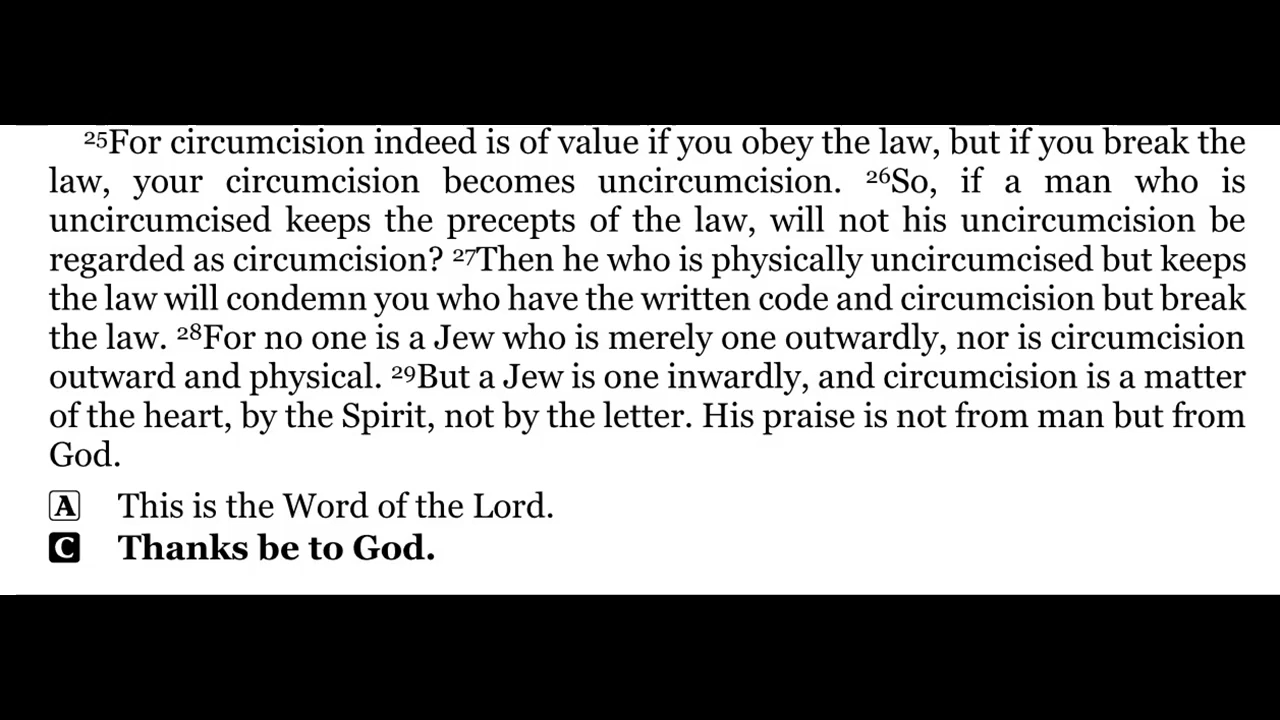 25For circumcision indeed is of value if you obey the law, but if you break the
law, your circumcision becomes uncircumcision. 26So, if a man who is
uncircumcised keeps the precepts of the law, will not his uncircumcision be
regarded as circumcision? 27Then he who is physically uncircumcised but keeps
the law will condemn you who have the written code and circumcision but break
the law. 28For no one is a Jew who is merely one outwardly, nor is circumcision
outward and physical. 29But a Jew is one inwardly, and circumcision is a matter
of the heart, by the Spirit, not by the letter. His praise is not from man but from
God.
A This is the Word of the Lord.
C Thanks be to God.